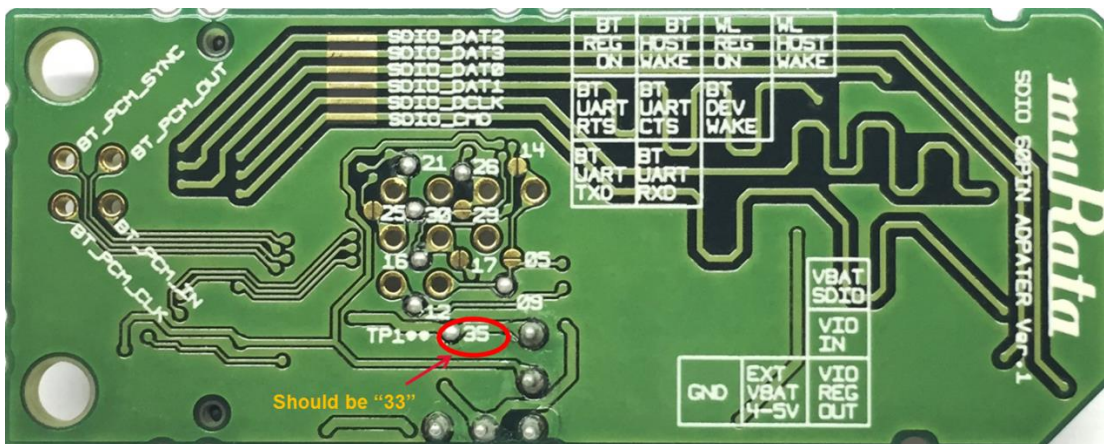 BT_PCM_SYNC
BT_PCM_OUT
SDIO_DAT2
SDIO_DAT3
SDIO_DAT0
SDIO_DAT1
SDIO_DCLK
SDIO_CMD
BT REG ON
BT HOST WAKE
WL REG ON
WL HOST WAKE
BT UART RTS
BT UART CTS
BT DEV WAKE
BT UART TXD
BT UART RXD
muRata
SDIO 60PIN ADPATER Ver.1
21
26
14
25
30
29
16
17
05
12
09
BT_PCM_CLK
BT_PCM_IN
TP1
35
Should be “33”
VBAT SDIO
VIO IN
GND
EXT VBAT 4-5V
VIO REG OUT